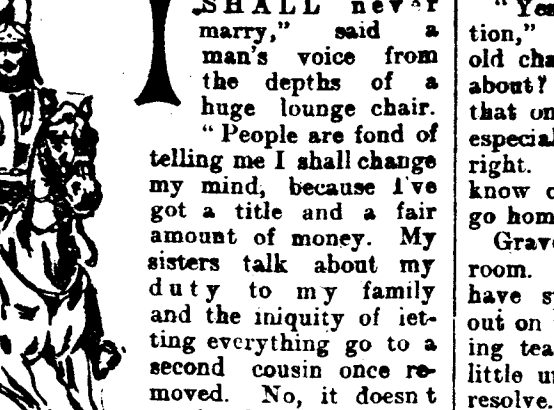 I SHALL never
marry," said a
man's voice from
the depths of a
huge lounge chair.
" People are fond of
telling me I shall change
my mind, because I've
got a title and a fair
amount of money. My
sisters talk about my
duty to my family
and the iniquity of iet-
ting everything go to a
second cousin once re-
moved. No, it doesn t
" Yes
tion,"
old cha
about?
that on
especial
right.
know
go hom
Grave
room.
have
out on
ing tea
little
resolve.